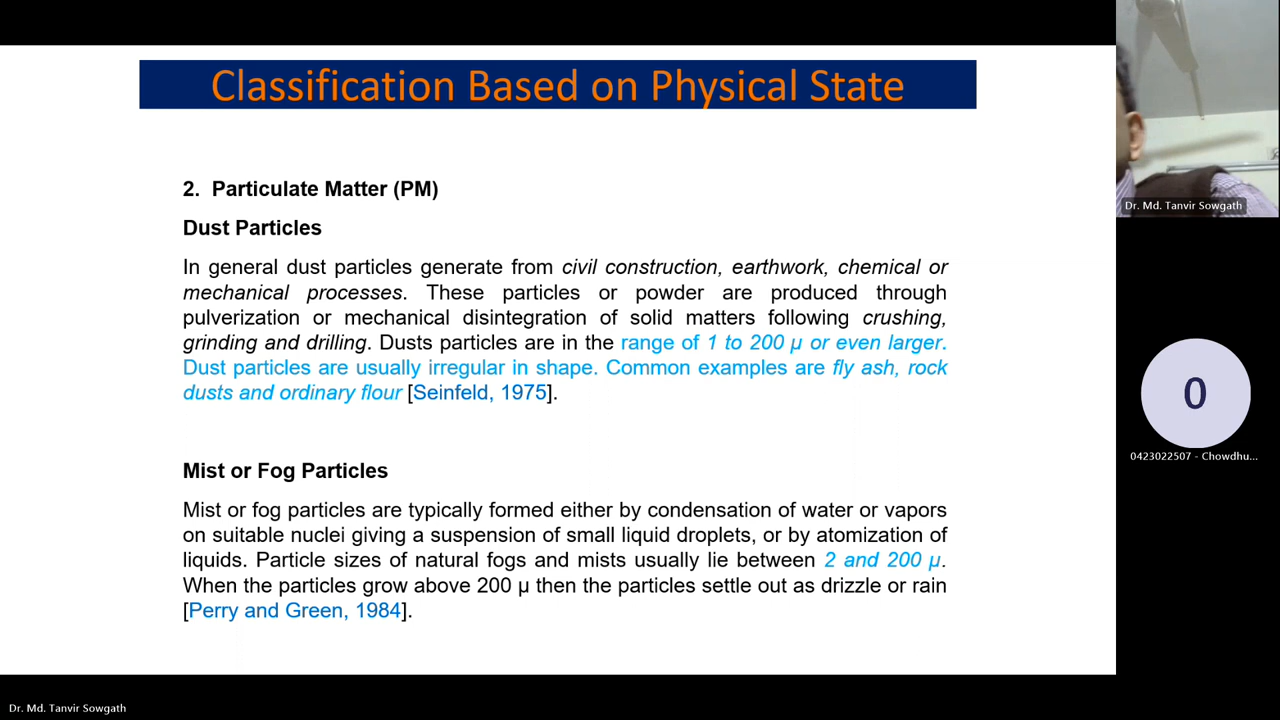 Classification Based on Physical State
2. Particulate Matter (PM)
Dust Particles
In general dust particles generate from civil construction, earthwork, chemical or
mechanical processes. These particles or powder are produced through
pulverization or mechanical disintegration of solid matters following crushing,
grinding and drilling. Dusts particles are in the range of 1 to 200 μ or even larger.
Dust particles are usually irregular in shape. Common examples are fly ash, rock
dusts and ordinary flour [Seinfeld, 1975].
Mist or Fog Particles
Mist or fog particles are typically formed either by condensation of water or vapors
on suitable nuclei giving a suspension of small liquid droplets, or by atomization of
liquids. Particle sizes of natural fogs and mists usually lie between 2 and 200 μ.
When the particles grow above 200 μ then the particles settle out as drizzle or rain
[Perry and Green, 1984].
Dr. Md. Tanvir Sowgath
0
0423022507 - Chowdhu...
Dr. Md. Tanvir Sowgath